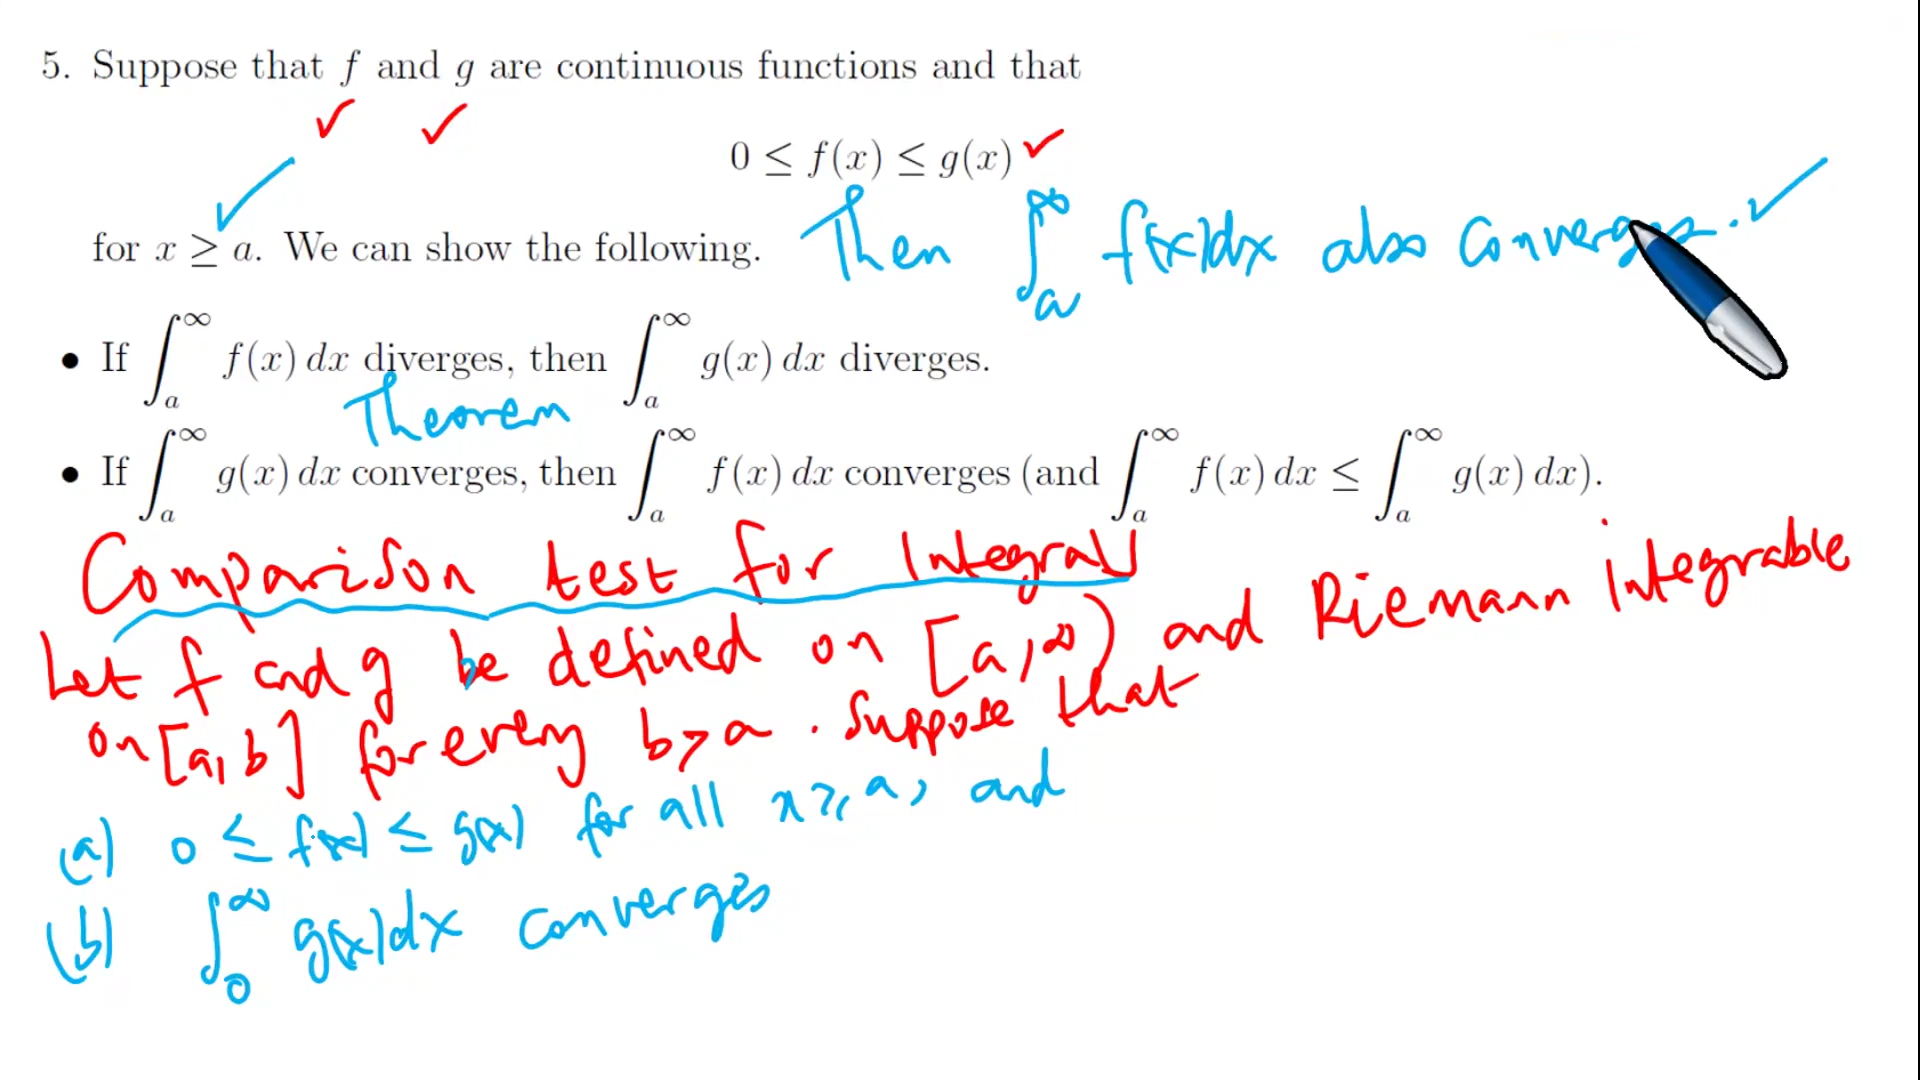 5. Suppose that f and g are continuous functions and that
0 ≤ f(x) ≤ g(x)
for x ≥ a. We can show the following.
Then ∫_a^∞ f(x)dx also converges.
• If ∫_a^∞ f(x) dx diverges, then ∫_a^∞ g(x) dx diverges.
Theorem
• If ∫_a^∞ g(x) dx converges, then ∫_a^∞ f(x) dx converges (and ∫_a^∞ f(x) dx ≤ ∫_a^∞ g(x) dx).
Comparison test for Integrals
Let f and g be defined on [a,∞) and Riemann integrable
on [a,b] for every b>a. Suppose that
(a) 0 ≤ f(x) ≤ g(x) for all x≥a, and
(b) ∫_0^∞ g(x)dx converges